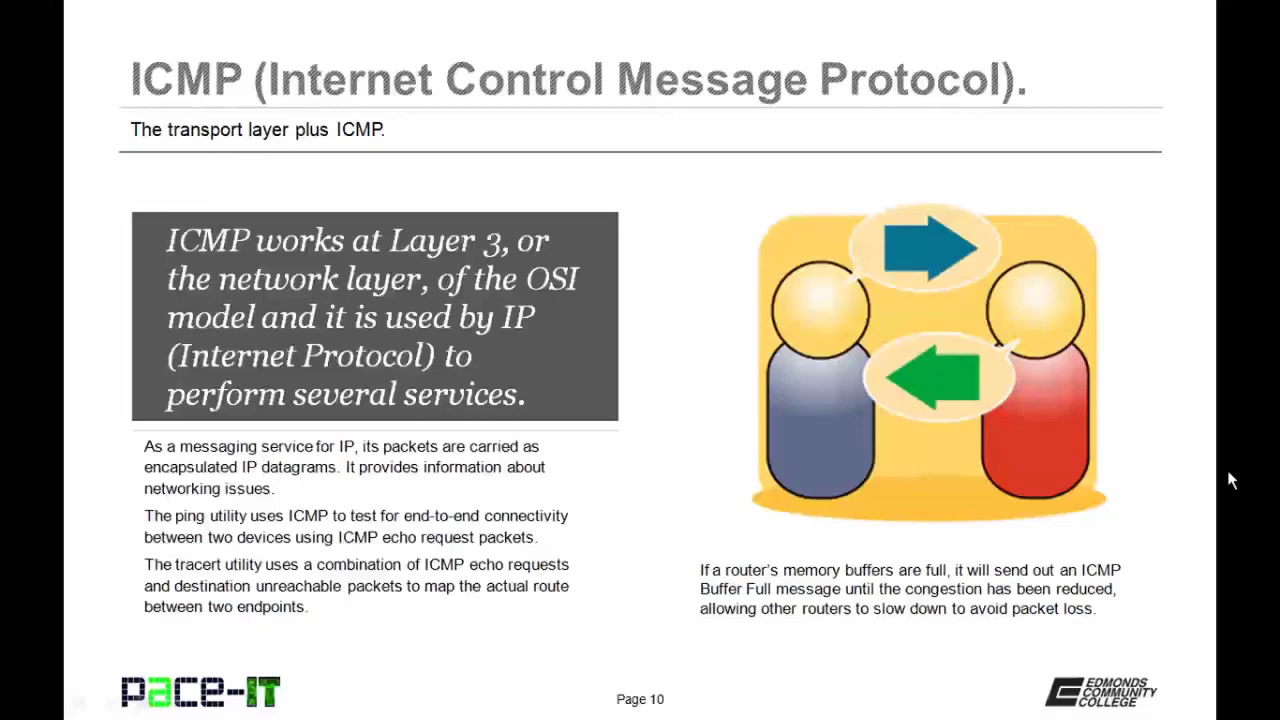 ICMP (Internet Control Message Protocol).
The transport layer plus ICMP.
ICMP works at Layer 3, or
the network layer, of the OSI
model and it is used by IP
(Internet Protocol) to
perform several services.
As a messaging service for IP, its packets are carried as
encapsulated IP datagrams. It provides information about
networking issues.
The ping utility uses ICMP to test for end-to-end connectivity
between two devices using ICMP echo request packets.
The tracert utility uses a combination of ICMP echo requests
and destination unreachable packets to map the actual route
between two endpoints.
If a router's memory buffers are full, it will send out an ICMP
Buffer Full message until the congestion has been reduced,
allowing other routers to slow down to avoid packet loss.
pace-IT
Page 10
EDMONDS
COMMUNITY
COLLEGE